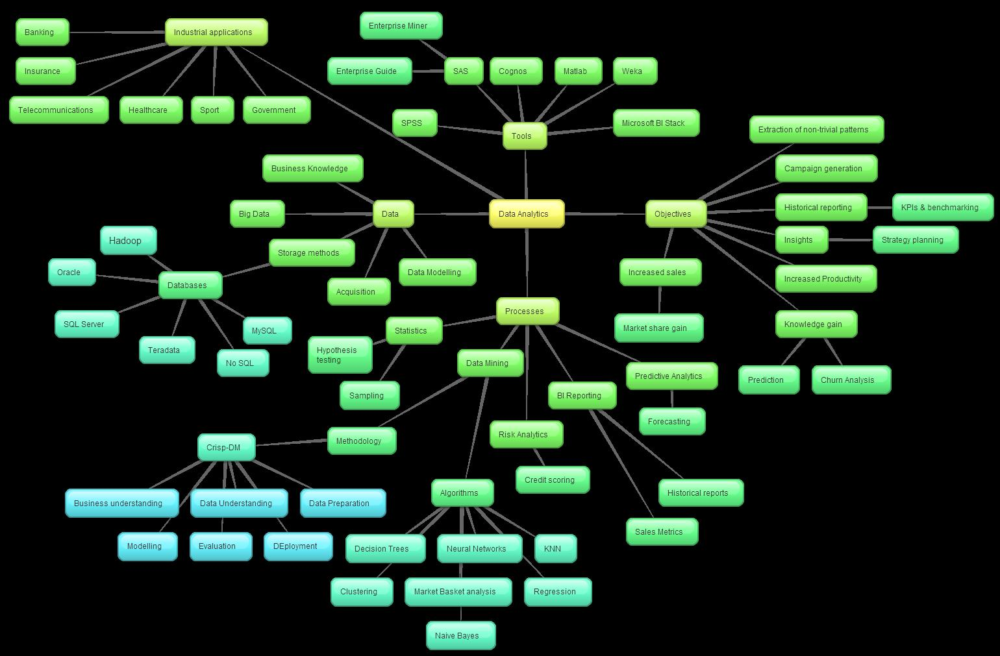 Enterprise Miner
Banking
Industrial applications
Insurance
Enterprise Guide
SAS
Cognos
Matlab
Weka
Telecommunications
Healthcare
Sport
Government
SPSS
Microsoft BI Stack
Tools
Extraction of non-trivial patterns
Business Knowledge
Campaign generation
Big Data
Data
Data Analytics
Objectives
Historical reporting
KPIs & benchmarking
Hadoop
Storage methods
Insights
Strategy planning
Oracle
Databases
Data Modelling
Increased sales
Increased Productivity
Acquisition
SQL Server
MySQL
Processes
Market share gain
Knowledge gain
Teradata
No SQL
Statistics
Hypothesis
testing
Data Mining
Predictive Analytics
Prediction
Churn Analysis
Sampling
BI Reporting
Forecasting
Crisp-DM
Methodology
Risk Analytics
Credit scoring
Business understanding
Data Understanding
Data Preparation
Algorithms
Historical reports
Modelling
Evaluation
DEployment
Decision Trees
Neural Networks
KNN
Sales Metrics
Clustering
Market Basket analysis
Regression
Naive Bayes